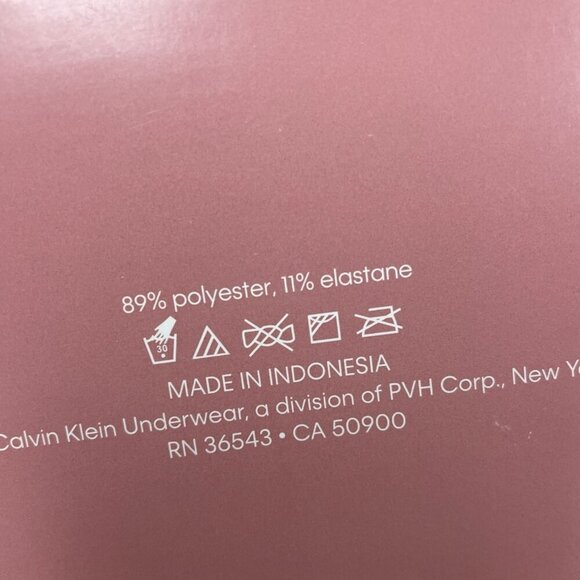 89% polyester, 11% elastane
30
MADE IN INDONESIA
Calvin Klein Underwear, a division of PVH Corp., New
RN 36543 • CA 50900